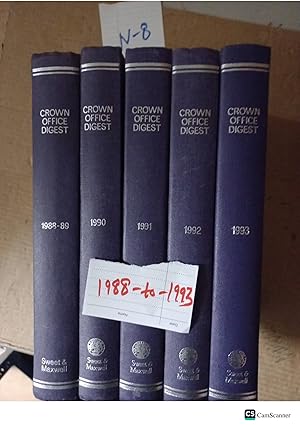 N-8
CROWN
OFFICE
DIGEST
1988-89
Sweet &
Maxwell
CROWN
OFFICE
DIGEST
1990
Sweet &
Maxwell
CROWN
OFFICE
DIGEST
1991
Sweet &
Maxwell
CROWN
OFFICE
DIGEST
1992
Sweet &
Maxwell
CROWN
OFFICE
DIGEST
1993
Sweet &
Maxwell
1988-to-1993
CS CamScanner